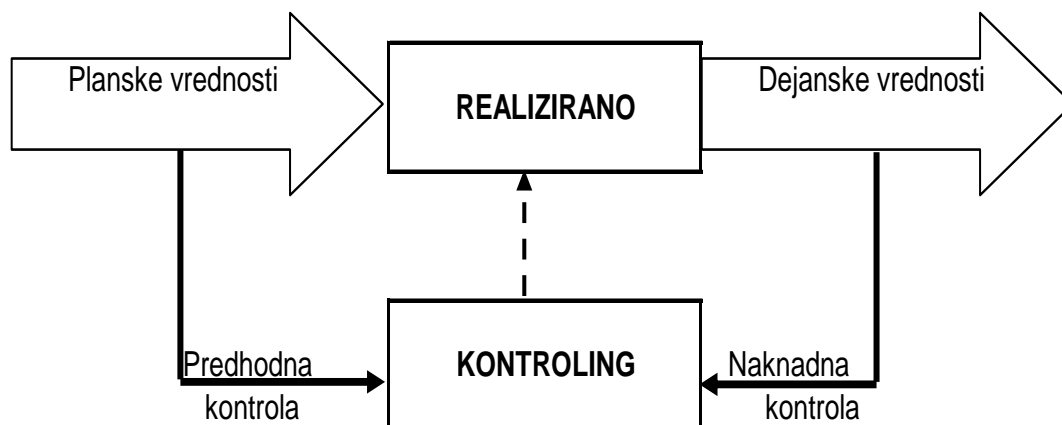 Planske vrednosti
REALIZIRANO
Dejanske vrednosti
Predhodna
kontrola
KONTROLING
Naknadna
kontrola